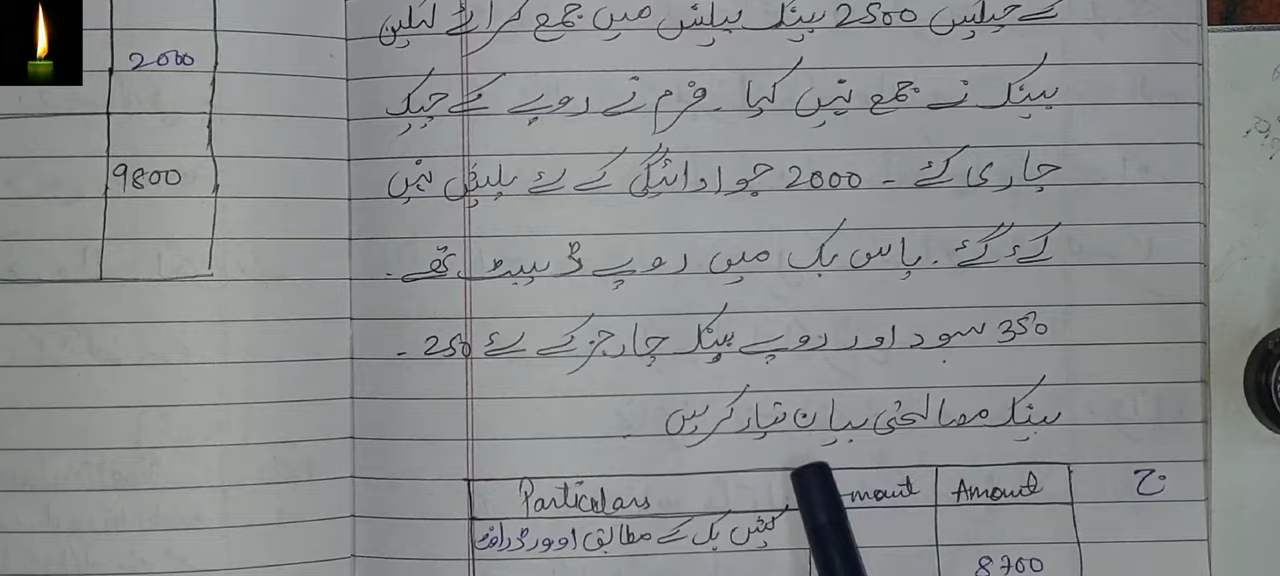 کے چیکیں 2500 بینک بیلنس میں جمع کرائے لیکن
بینک نے جمع نہیں کیا ۔ فرم نے روپے کے چیک
جاری کئے ۔ 2000 جو ادائیگی کے لئے پیش نہیں
کئے گئے ۔ پاس بک میں روپے ڈیبٹ تھے ۔
350 سود اور روپے بینک چارجز کے لئے 250 ۔
بینک مصالحتی بیان تیار کریں
2000
9800
Particulars Amount ج
کیش بک کے مطابق اوورڈرافٹ
8700